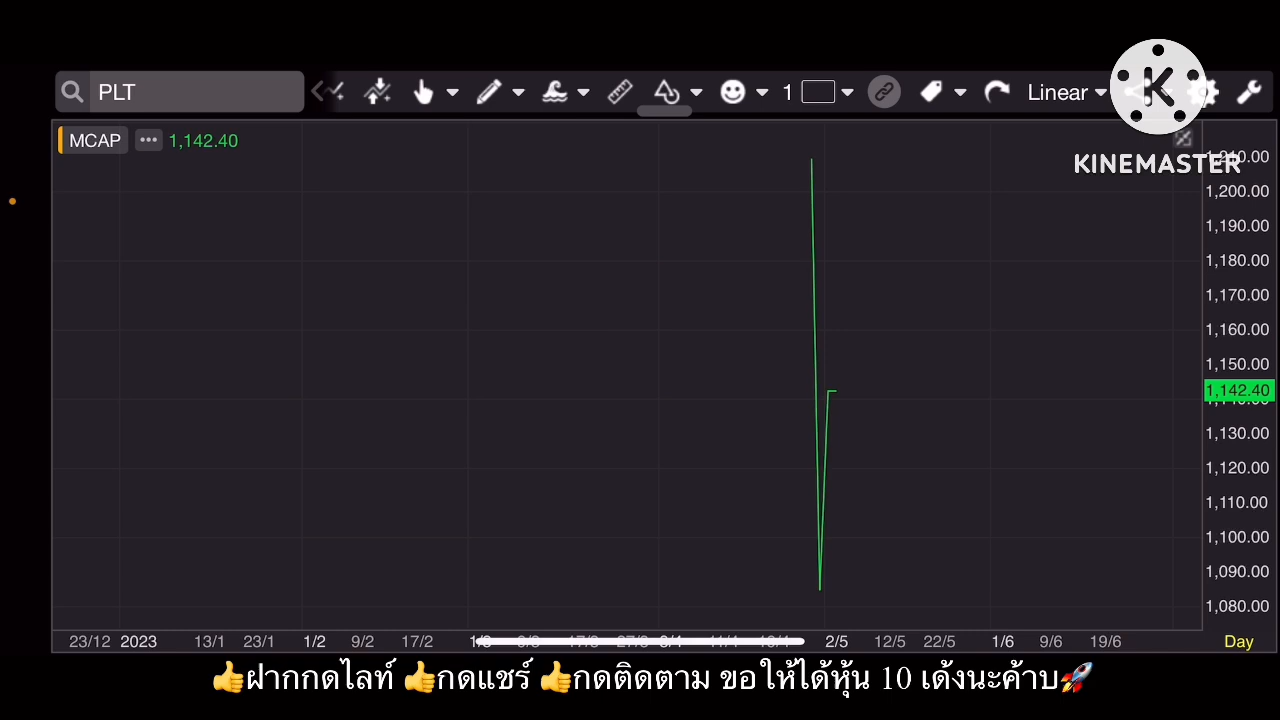 PLT
1
Linear
KINEMASTER
MCAP
1,142.40
1,210.00
1,200.00
1,190.00
1,180.00
1,170.00
1,160.00
1,150.00
1,142.40
1,130.00
1,120.00
1,110.00
1,100.00
1,090.00
1,080.00
23/12 2023 13/1 23/1 1/2 9/2 17/2 2/5 12/5 22/5 1/6 9/6 19/6 Day
👍ฝากกดไลท์ 👍กดแชร์ 👍กดติดตาม ขอให้ได้หุ้น 10 เด้งนะค้าบ🚀